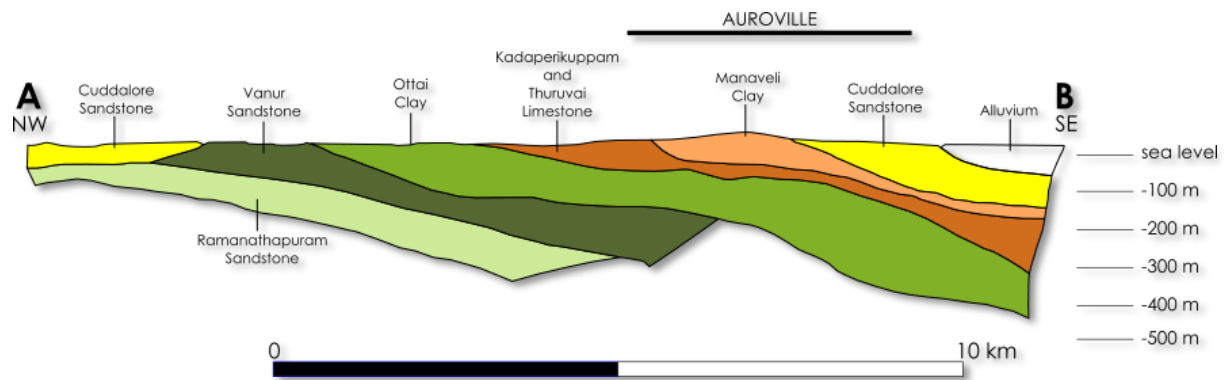 AUROVILLE
A
NW
Cuddalore
Sandstone
Vanur
Sandstone
Ottai
Clay
Kadaperikuppam
and
Thuruvai
Limestone
Manaveli
Clay
Cuddalore
Sandstone
Alluvium
B
SE
sea level
-100 m
-200 m
-300 m
-400 m
-500 m
Ramanathapuram
Sandstone
0
10 km